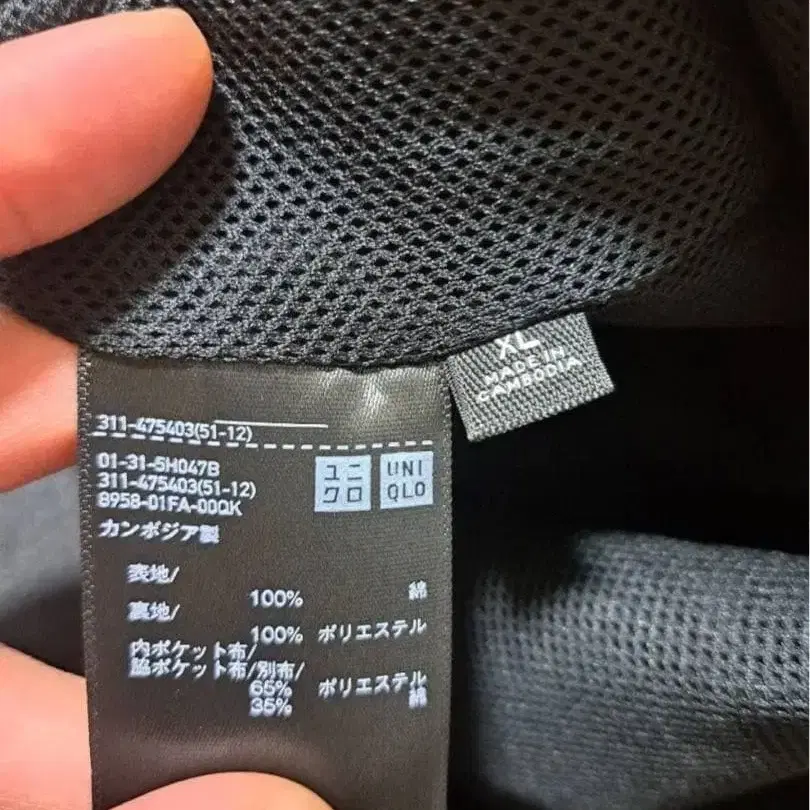 XL
MADE IN
CAMBODIA
311-475403(51-12)
01-31-5H047B
311-475403(51-12)
8958-01FA-00QK
ユニ
クロ
UNI
QLO
カンボジア製
表地/
100% 綿
裏地/
100% ポリエステル
内ポケット布/
脇ポケット布/別布/
65% ポリエステル
35% 綿